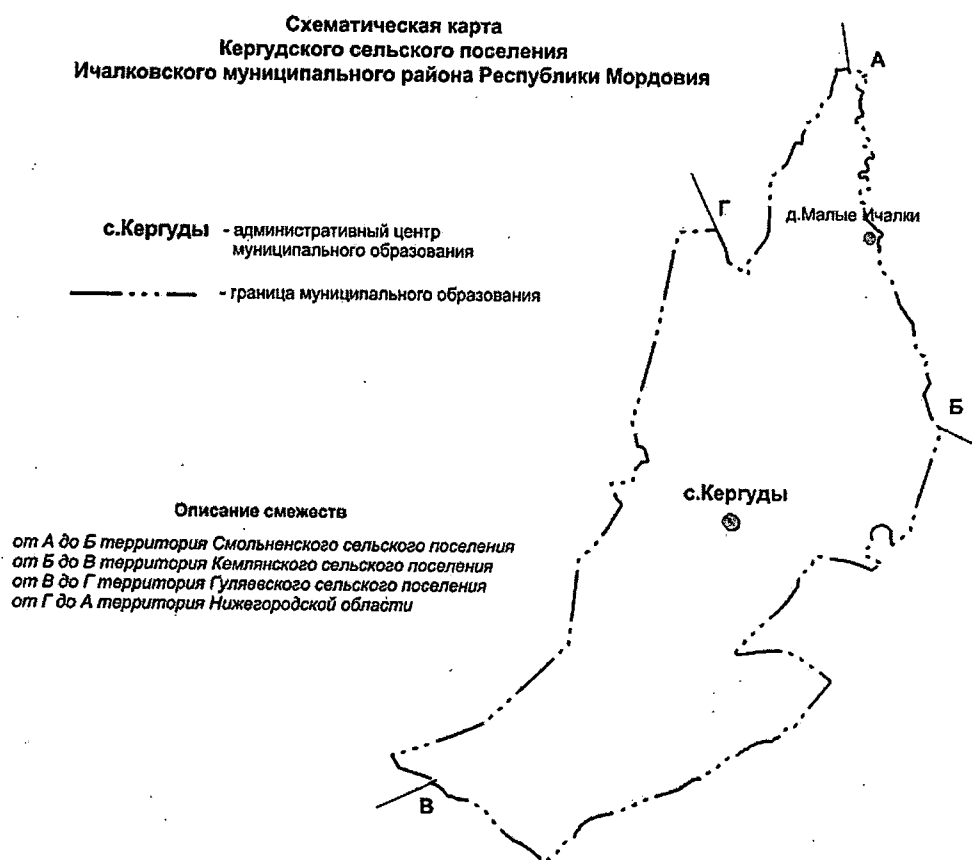 Схематическая карта
Кергудского сельского поселения
Ичалковского муниципального района Республики Мордовия
А
Г
д.Малые Ичалки
с.Кергуды - административный центр
муниципального образования
- граница муниципального образования
Б
с.Кергуды
Описание смежеств
от А до Б территория Смольненского сельского поселения
от Б до В территория Кемлянского сельского поселения
от В до Г территория Гуляевского сельского поселения
от Г до А территория Нижегородской области
В